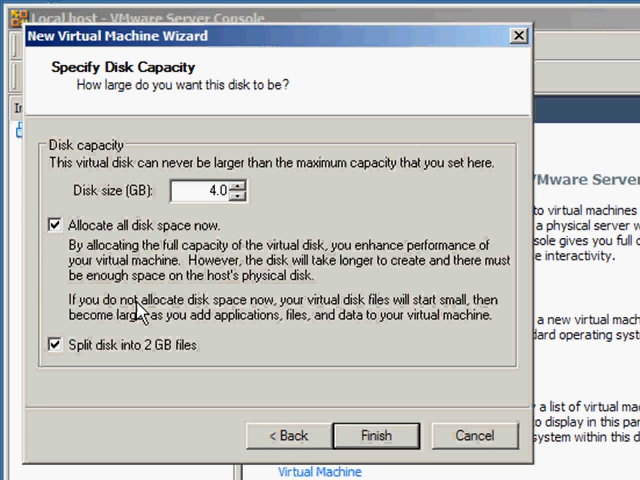 Local host - VMware Server Console
New Virtual Machine Wizard
Specify Disk Capacity
How large do you want this disk to be?
In
Disk capacity
This virtual disk can never be larger than the maximum capacity that you set here.
Disk size (GB):
4.0
Allocate all disk space now.
By allocating the full capacity of the virtual disk, you enhance performance of
your virtual machine. However, the disk will take longer to create and there must
be enough space on the host's physical disk.
If you do not allocate disk space now, your virtual disk files will start small, then
become larger as you add applications, files, and data to your virtual machine.
Split disk into 2 GB files
< Back
Finish
Cancel
VMware Server
to virtual machines
a physical server w
sole gives you full c
e interactivity.
a new virtual mach
dard operating syst
y a list of virtual ma
to display in this pan
system within this d
Virtual Machine